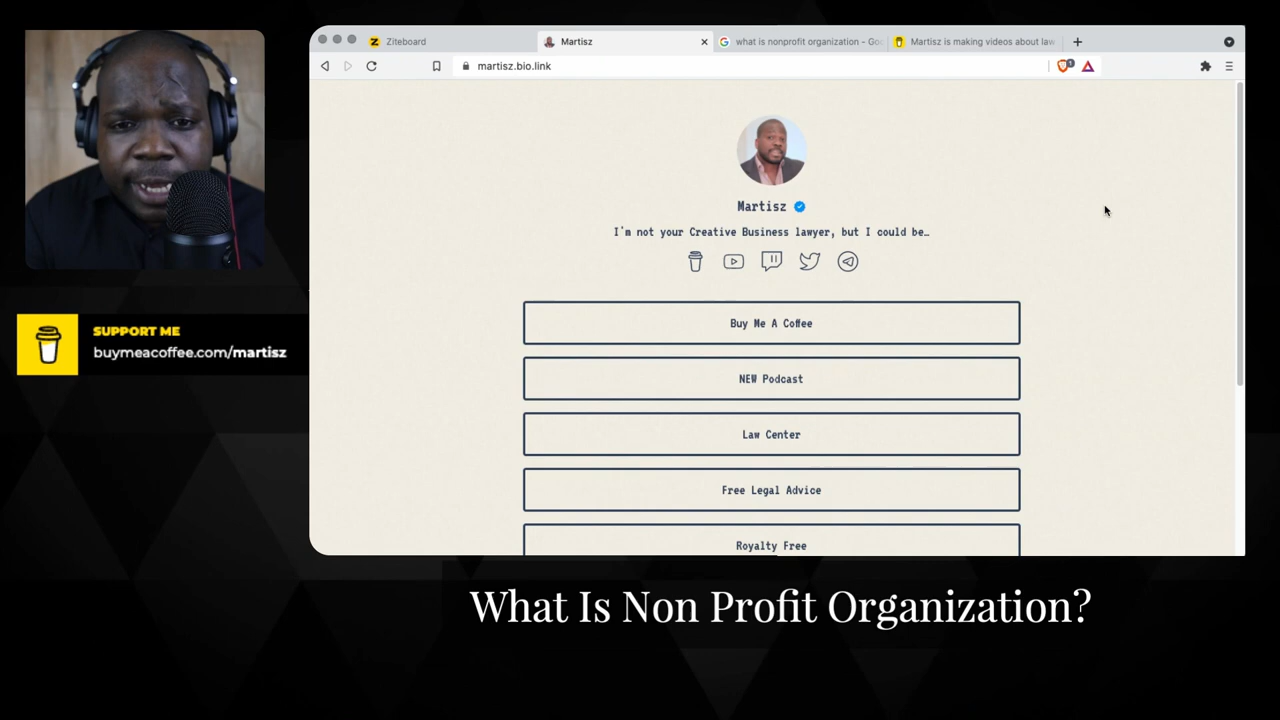 Ziteboard
Martisz
what is nonprofit organization - Goo
Martisz is making videos about law
martisz.bio.link
1
Martisz
I'm not your Creative Business lawyer, but I could be…
Buy Me A Coffee
NEW Podcast
Law Center
Free Legal Advice
Royalty Free
SUPPORT ME
buymeacoffee.com/martisz
What Is Non Profit Organization?